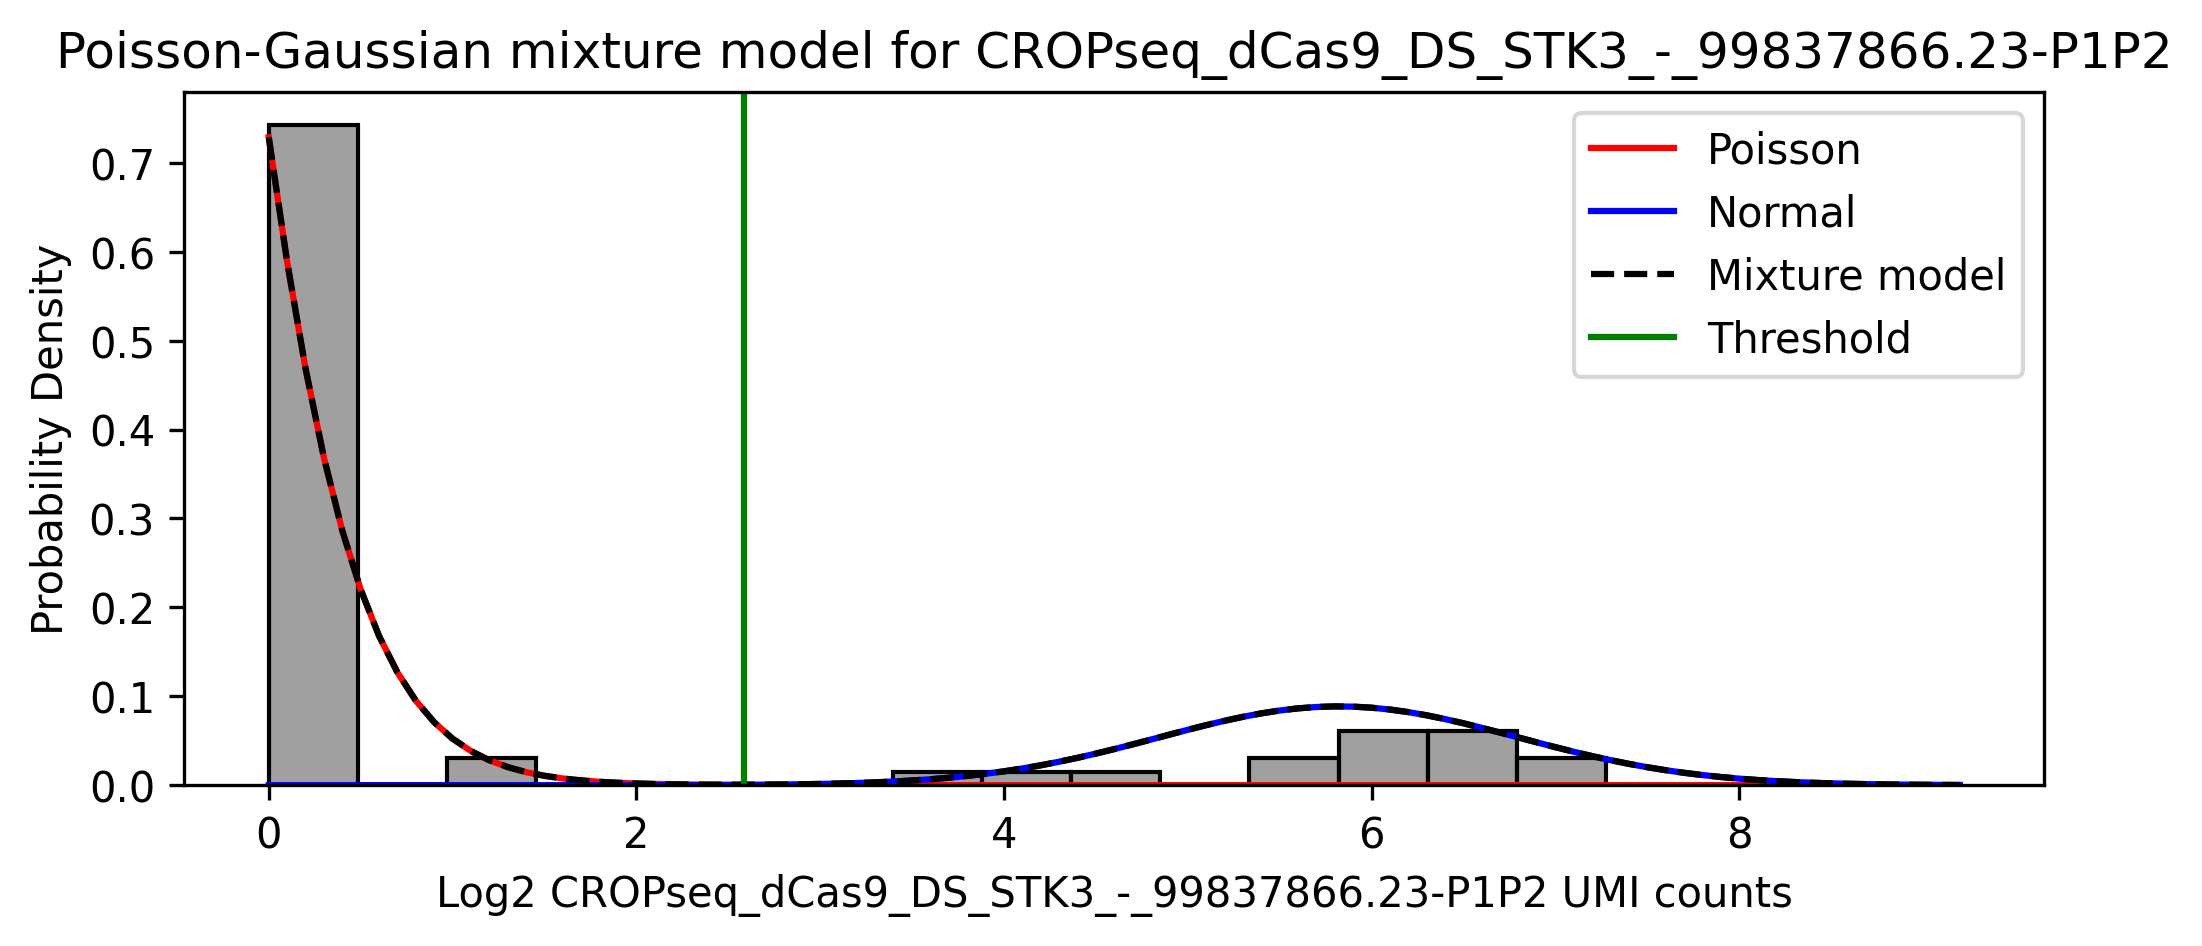 Poisson-Gaussian mixture model for CROPseq_dCas9_DS_STK3_-_99837866.23-P1P2
Probability Density
0.7
0.6
0.5
0.4
0.3
0.2
0.1
0.0
Poisson
Normal
Mixture model
Threshold
0 2 4 6 8
Log2 CROPseq_dCas9_DS_STK3_-_99837866.23-P1P2 UMI counts